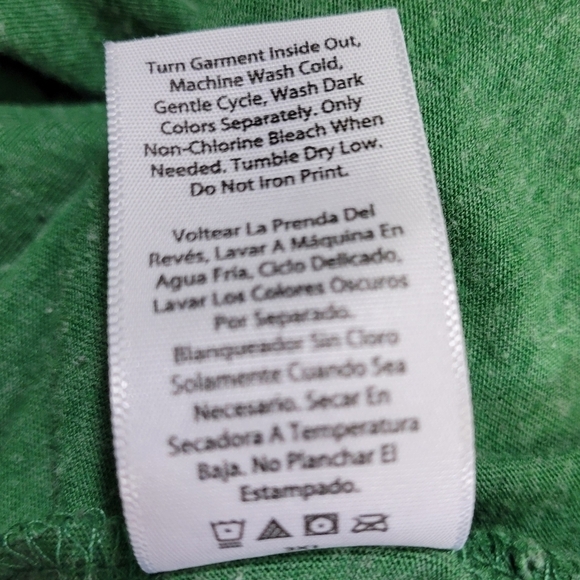 Turn Garment Inside Out,
Machine Wash Cold,
Gentle Cycle, Wash Dark
Colors Separately. Only
Non-Chlorine Bleach When
Needed. Tumble Dry Low.
Do Not Iron Print.
Voltear La Prenda Del
Revés, Lavar A Máquina En
Agua Fría, Ciclo Delicado,
Lavar Los Colores Oscuros
Por Separado.
Blanqueador Sin Cloro
Solamente Cuando Sea
Necesario. Secar En
Secadora A Temperatura
Baja. No Planchar El
Estampado.